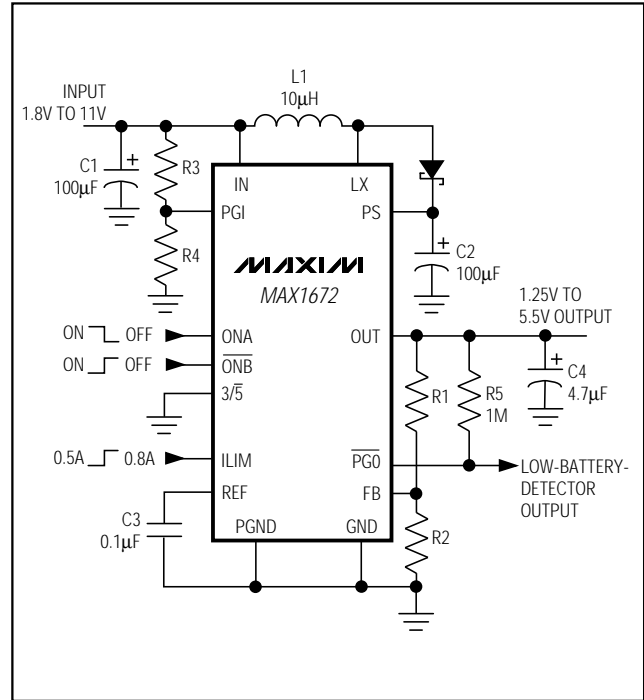 L1
10µH
INPUT
1.8V TO 11V
C1
+
100µF
R3
R4
IN
LX
PGI
PS
+
C2
100µF
MAXIM
MAX1672
1.25V TO
5.5V OUTPUT
ON OFF
ONA
OUT
ON OFF
ONB
3/5
R1
R5
1M
+
C4
4.7µF
0.5A 0.8A
ILIM
PG0
LOW-BATTERY-
DETECTOR
OUTPUT
REF
FB
C3
0.1µF
PGND
GND
R2